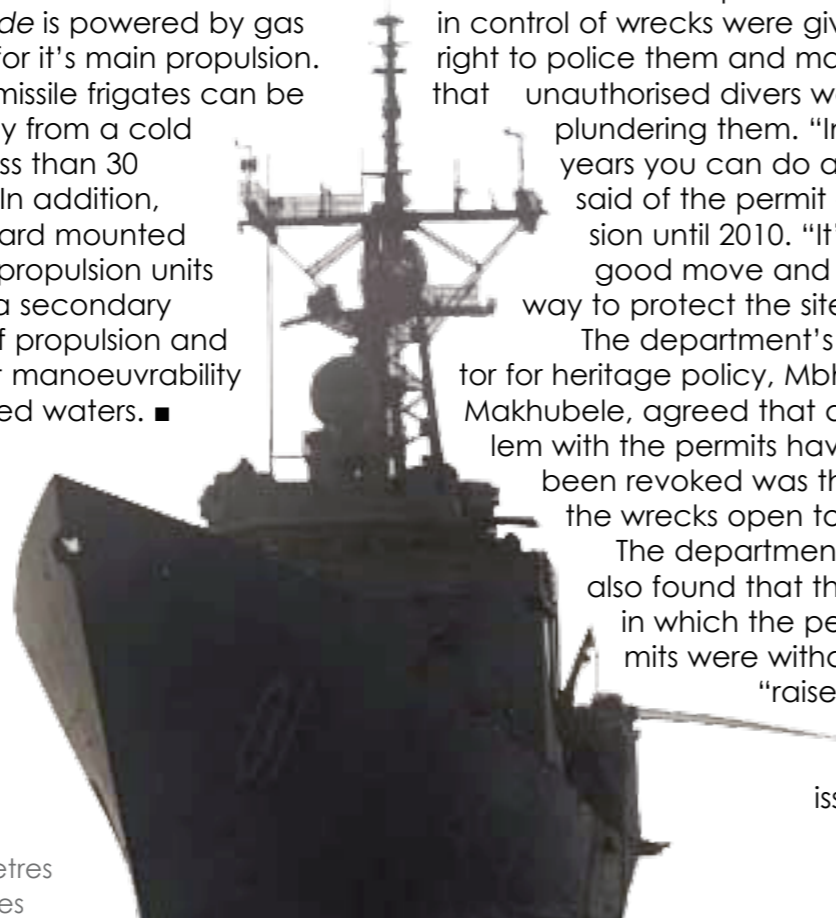 de is powered by gas
for it's main propulsion.
missile frigates can be
y from a cold
ss than 30
In addition,
ard mounted
propulsion units
a secondary
f propulsion and
manoeuvrability
ed waters. ■
etres
es
in control of wrecks were giv
right to police them and ma
that unauthorised divers w
plundering them. “In
years you can do a
said of the permit
sion until 2010. “It’
good move and
way to protect the site
The department’s
tor for heritage policy, Mbh
Makhubele, agreed that a
lem with the permits hav
been revoked was th
the wrecks open to
The departmen
also found that th
in which the pe
mits were withd
“raise
iss